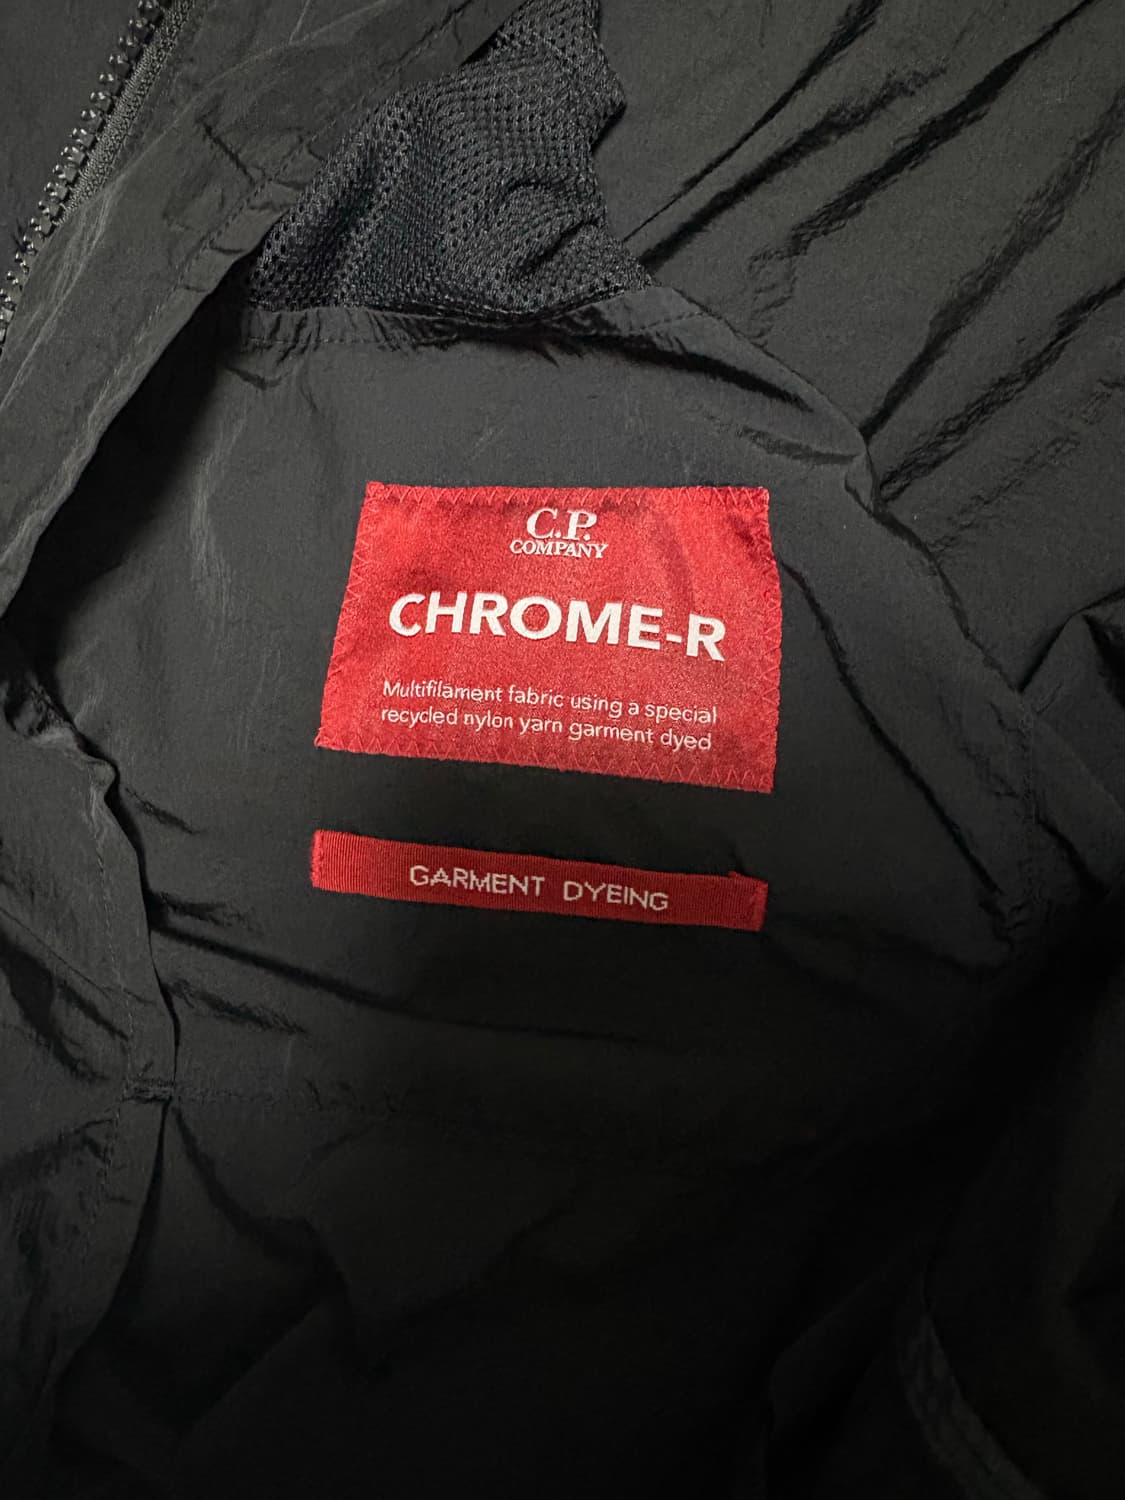 C.P.
COMPANY
CHROME-R
Multifilament fabric using a special
recycled nylon yarn garment dyed
GARMENT DYEING